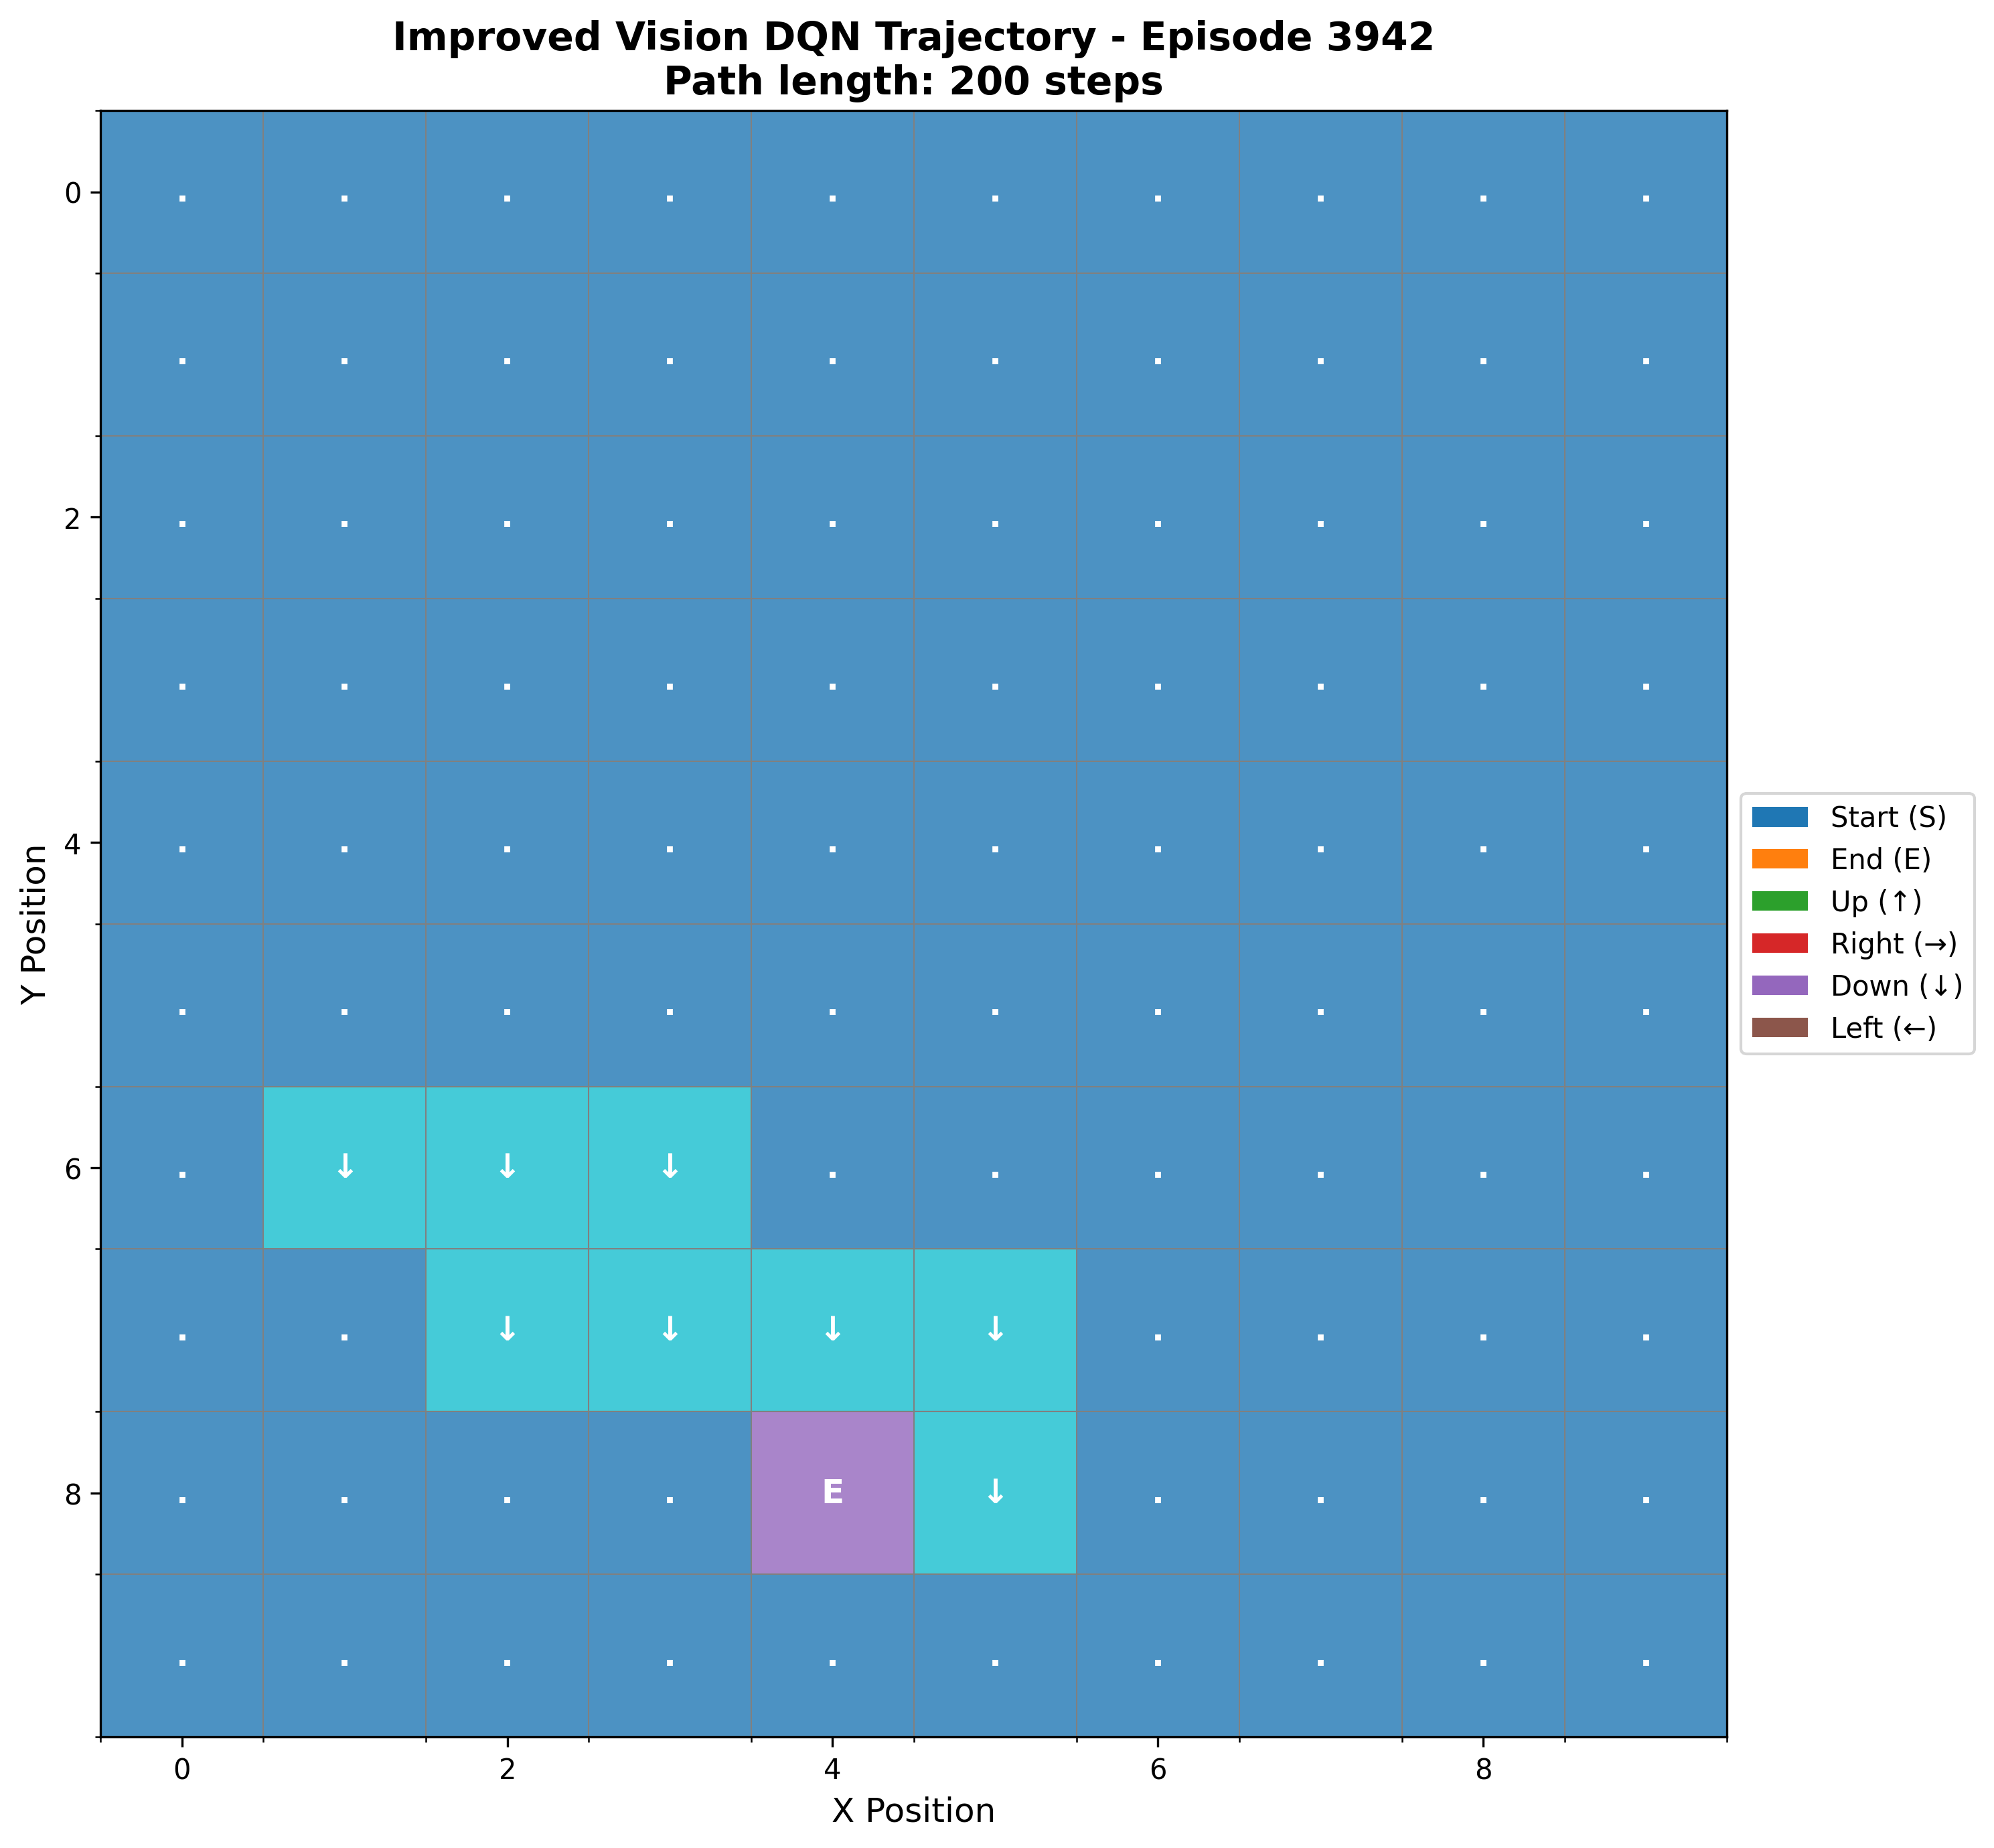 Improved Vision DQN Trajectory - Episode 3942
Path length: 200 steps
Y Position
0
. . . . . . . . . .
. . . . . . . . . .
2
. . . . . . . . . .
. . . . . . . . . .
4
. . . . . . . . . .
. . . . . . . . . .
6
. ↓ ↓ ↓ . . . . . .
. . ↓ ↓ ↓ ↓ . . . .
8
. . . . E ↓ . . . .
. . . . . . . . . .
0 2 4 6 8
X Position
Start (S)
End (E)
Up (↑)
Right (→)
Down (↓)
Left (←)